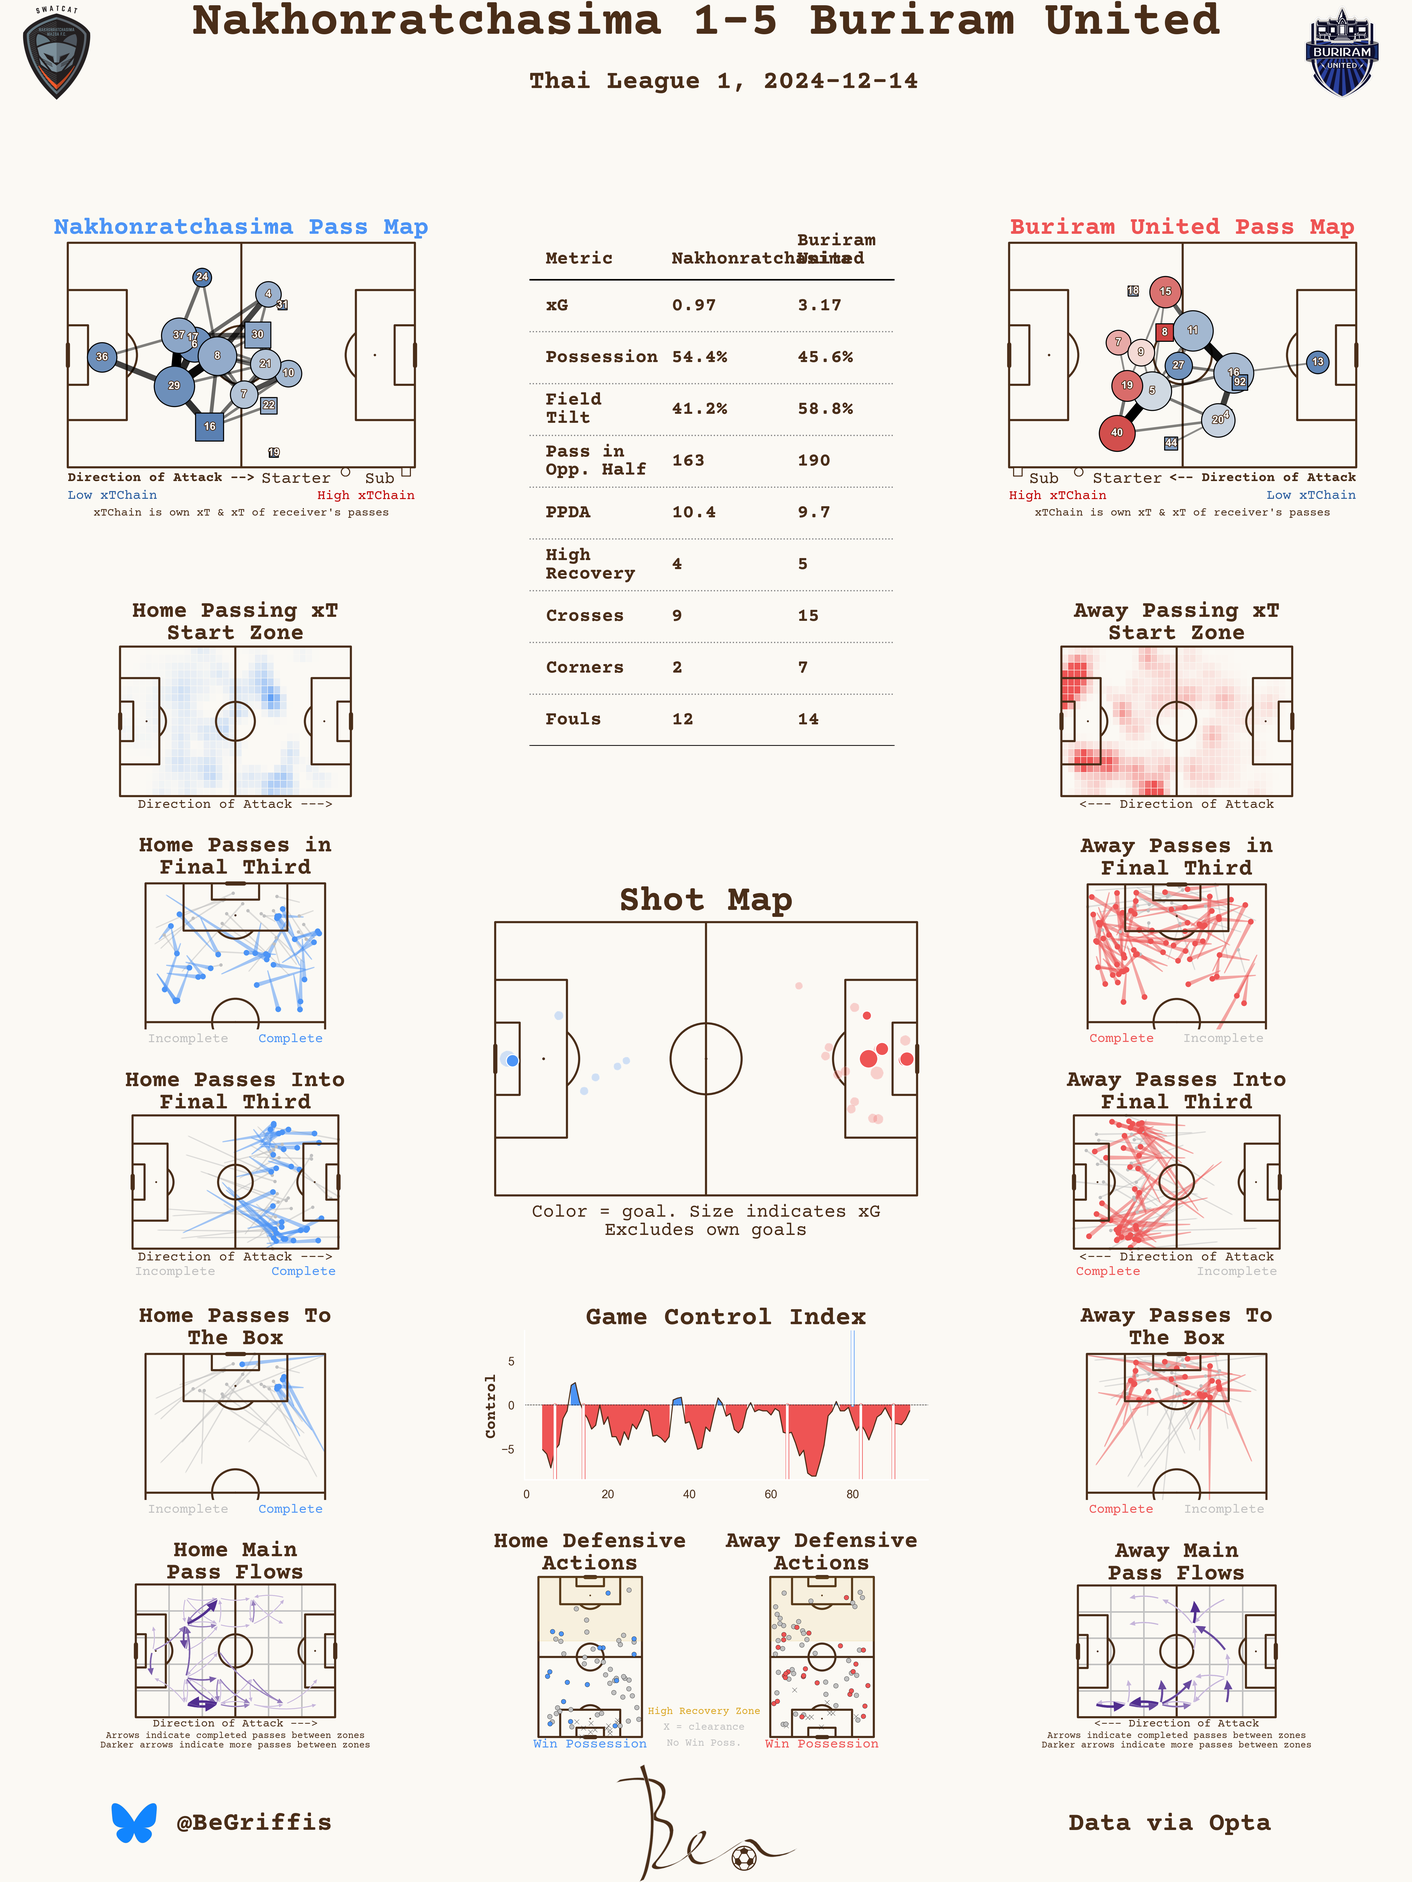 Nakhonratchasima 1-5 Buriram United
Thai League 1, 2024-12-14
SWATCAT
NAKHONRATCHASIMA
MAZDA F.C.
BURIRAM
UNITED
Nakhonratchasima Pass Map
24
4
31
37
17
6
30
36
8
21
10
29
7
22
16
19
Direction of Attack --> Starter Sub
Low xTChain High xTChain
xTChain is own xT & xT of receiver's passes
Metric Nakhonratchasima Buriram United
xG 0.97 3.17
Possession 54.4% 45.6%
Field Tilt 41.2% 58.8%
Pass in Opp. Half 163 190
PPDA 10.4 9.7
High Recovery 4 5
Crosses 9 15
Corners 2 7
Fouls 12 14
Buriram United Pass Map
18
15
8
11
7
9
27
13
16
92
19
5
4
20
40
44
Sub Starter <-- Direction of Attack
High xTChain Low xTChain
xTChain is own xT & xT of receiver's passes
Home Passing xT
Start Zone
Direction of Attack --->
Away Passing xT
Start Zone
<--- Direction of Attack
Home Passes in
Final Third
Incomplete Complete
Away Passes in
Final Third
Complete Incomplete
Shot Map
Color = goal. Size indicates xG
Excludes own goals
Home Passes Into
Final Third
Direction of Attack --->
Incomplete Complete
Away Passes Into
Final Third
<--- Direction of Attack
Complete Incomplete
Home Passes To
The Box
Incomplete Complete
Game Control Index
Control
5
0
−5
0 20 40 60 80
Away Passes To
The Box
Complete Incomplete
Home Main
Pass Flows
Direction of Attack --->
Arrows indicate completed passes between zones
Darker arrows indicate more passes between zones
Home Defensive
Actions
Win Possession
High Recovery Zone
X = clearance
No Win Poss.
Away Defensive
Actions
Win Possession
Away Main
Pass Flows
<--- Direction of Attack
Arrows indicate completed passes between zones
Darker arrows indicate more passes between zones
@BeGriffis
Ben
Data via Opta